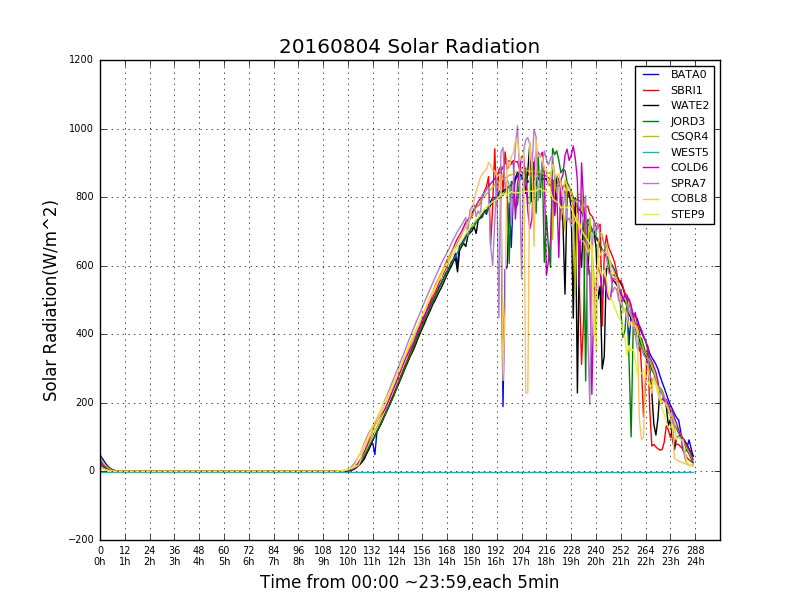 20160804 Solar Radiation
1200
1000
800
600
400
200
0
−200
Solar Radiation(W/m^2)
BATA0
SBRI1
WATE2
JORD3
CSQR4
WEST5
COLD6
SPRA7
COBL8
STEP9
0 12 24 36 48 60 72 84 96 108 120 132 144 156 168 180 192 204 216 228 240 252 264 276 288
0h 1h 2h 3h 4h 5h 6h 7h 8h 9h 10h 11h 12h 13h 14h 15h 16h 17h 18h 19h 20h 21h 22h 23h 24h
Time from 00:00 ~23:59,each 5min